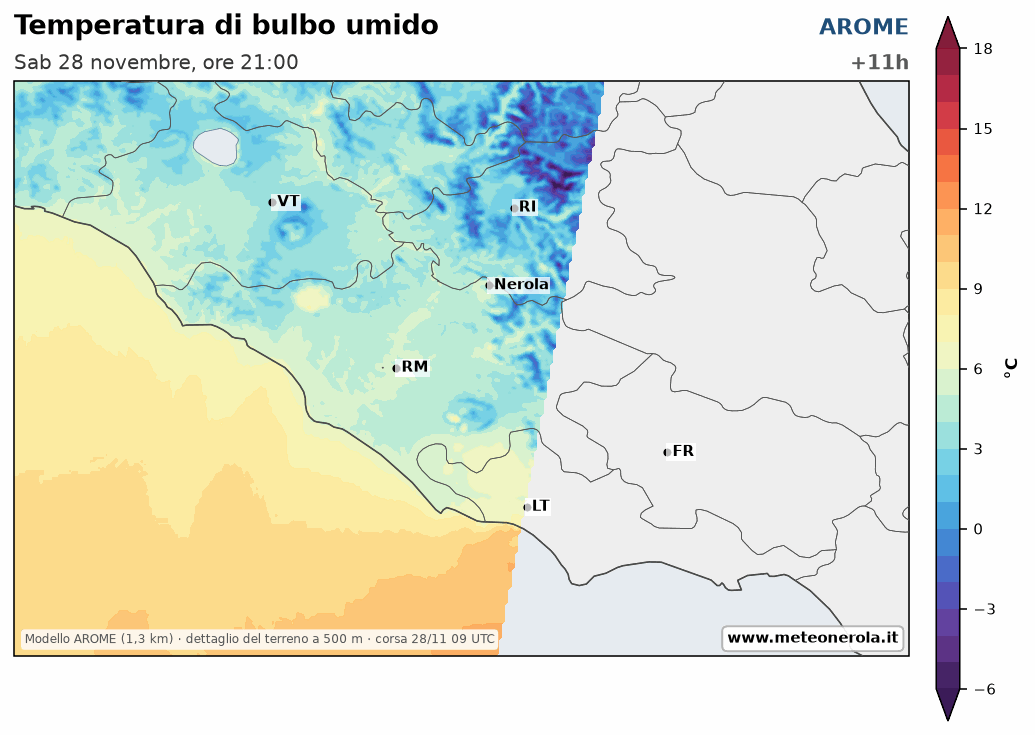 Temperatura di bulbo umido
AROME
Sab 28 novembre, ore 21:00
+11h
VT
RI
Nerola
RM
FR
LT
Modello AROME (1,3 km) · dettaglio del terreno a 500 m · corsa 28/11 09 UTC
www.meteonerola.it
18
15
12
9
6
3
0
−3
−6
°C